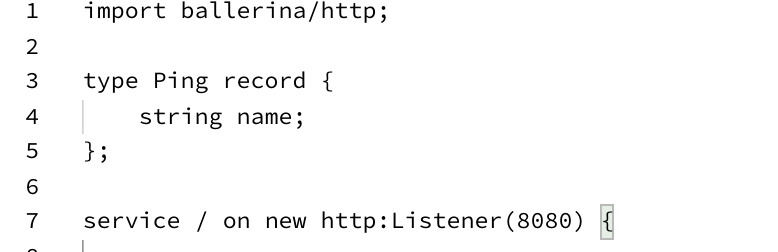 1 import ballerina/http;
2
3 type Ping record {
4     string name;
5 };
6
7 service / on new http:Listener(8080) {